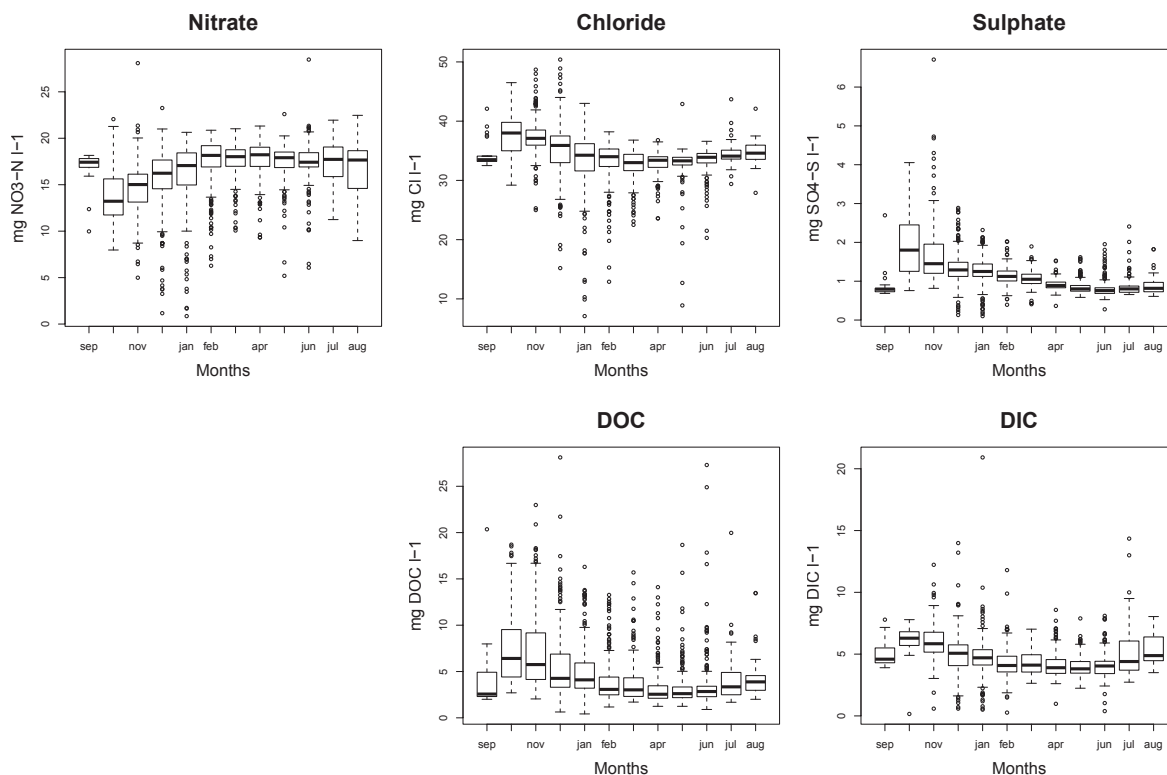 Nitrate
mg NO3−N l−1
0
5
10
15
20
25
sep nov jan feb apr jun jul aug
Months
Chloride
mg Cl l−1
10
20
30
40
50
sep nov jan feb apr jun jul aug
Months
Sulphate
mg SO4−S l−1
0
1
2
4
6
sep nov jan feb apr jun jul aug
Months
DOC
mg DOC l−1
0
5
10
15
20
25
sep nov jan feb apr jun jul aug
Months
DIC
mg DIC l−1
0
5
10
15
20
sep nov jan feb apr jun jul aug
Months